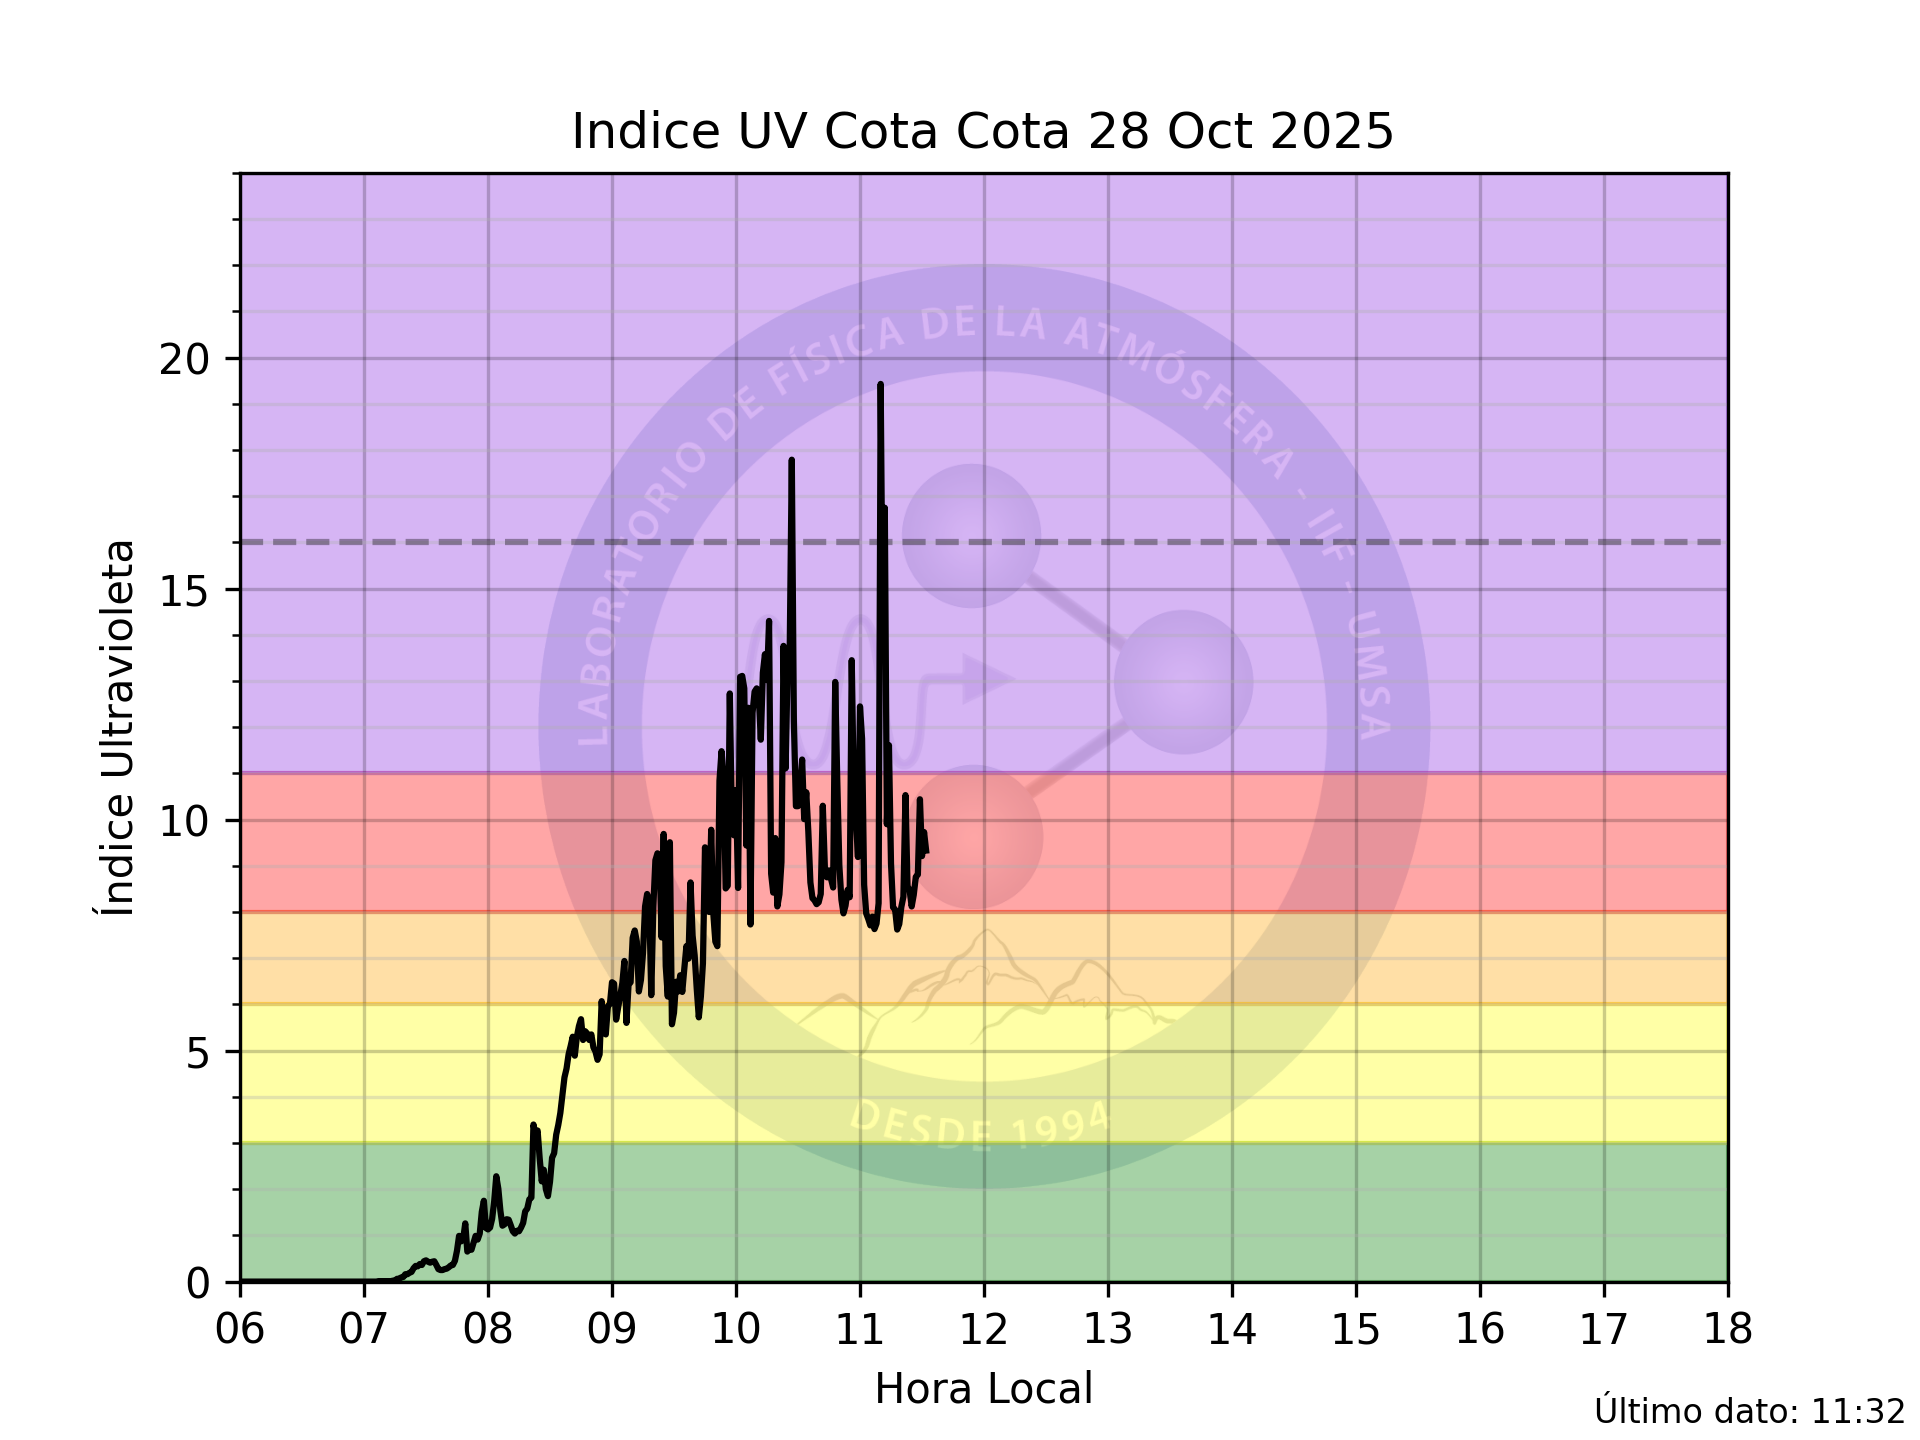 Indice UV Cota Cota 28 Oct 2025
Índice Ultravioleta
20
15
10
5
0
LABORATORIO DE FÍSICA DE LA ATMÓSFERA - IIF - UMSA
DESDE 1994
06 07 08 09 10 11 12 13 14 15 16 17 18
Hora Local
Último dato: 11:32